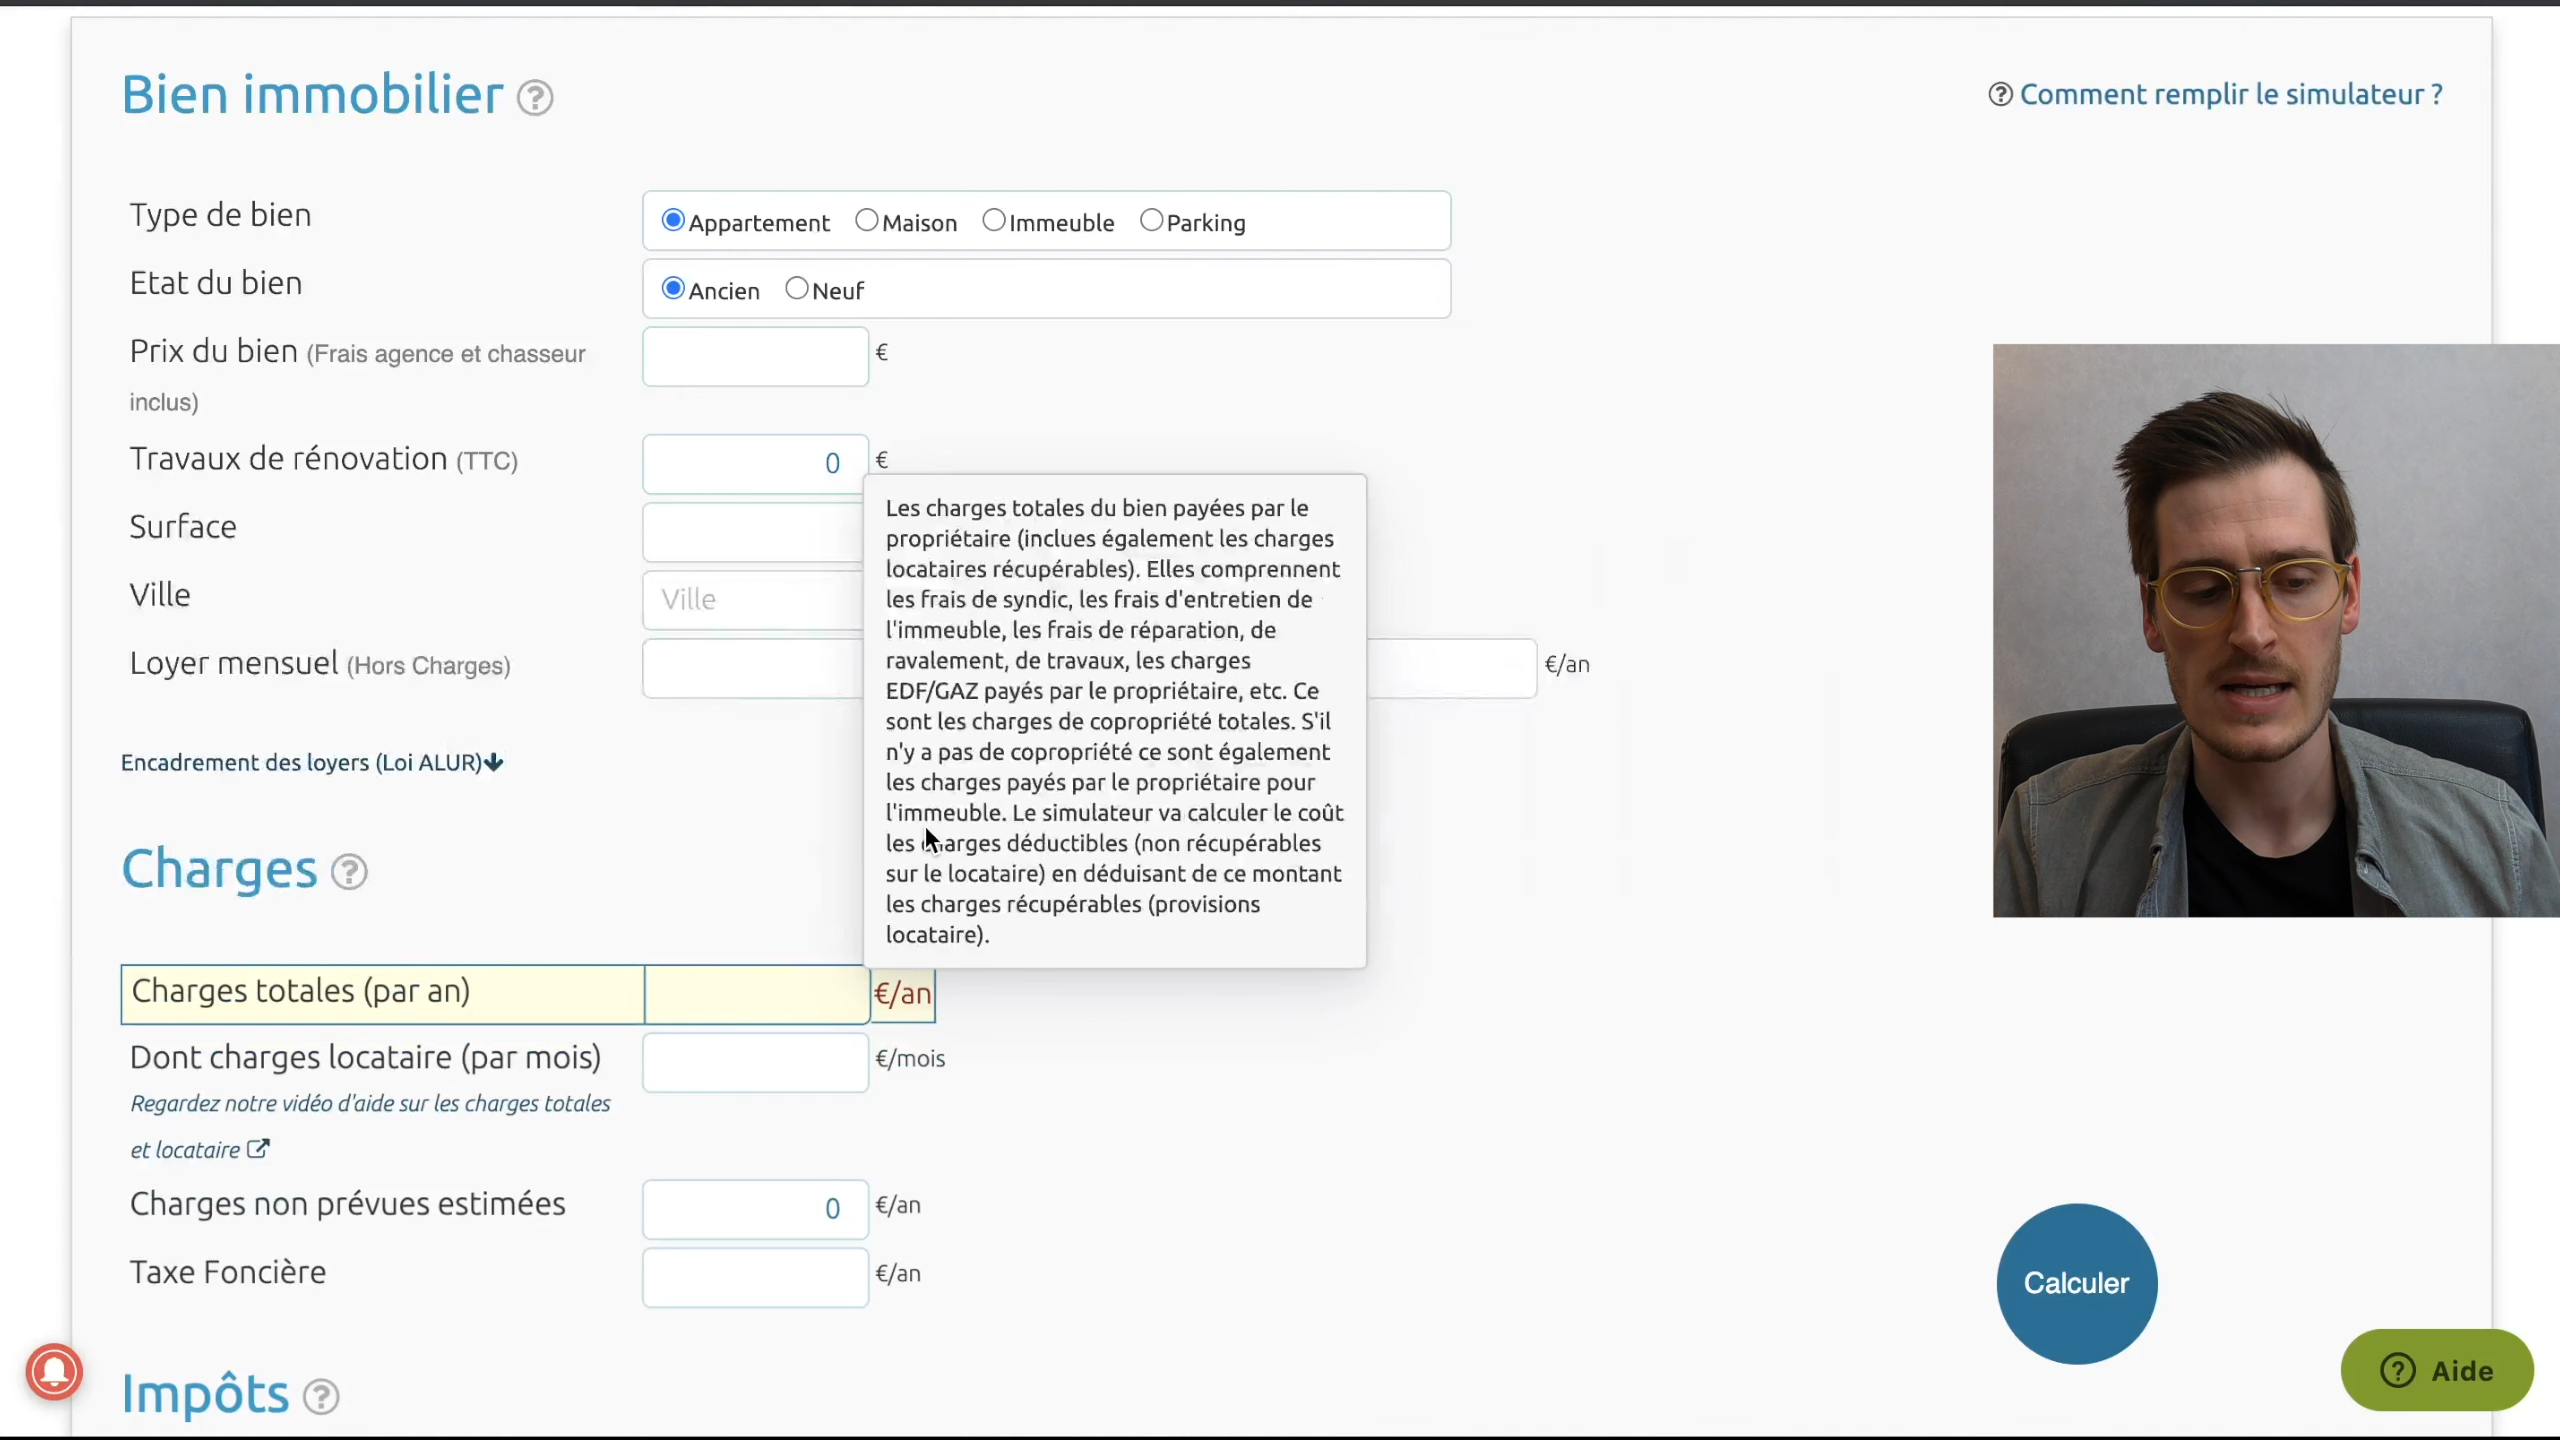 Bien immobilier ?
? Comment remplir le simulateur ?
Type de bien
Appartement Maison Immeuble Parking
Etat du bien
Ancien Neuf
Prix du bien (Frais agence et chasseur
inclus)
€
Travaux de rénovation (TTC)
0 €
Surface
Ville
Ville
Loyer mensuel (Hors Charges)
€/an
Les charges totales du bien payées par le
propriétaire (inclues également les charges
locataires récupérables). Elles comprennent
les frais de syndic, les frais d'entretien de
l'immeuble, les frais de réparation, de
ravalement, de travaux, les charges
EDF/GAZ payés par le propriétaire, etc. Ce
sont les charges de copropriété totales. S'il
n'y a pas de copropriété ce sont également
les charges payés par le propriétaire pour
l'immeuble. Le simulateur va calculer le coût
les charges déductibles (non récupérables
sur le locataire) en déduisant de ce montant
les charges récupérables (provisions
locataire).
Encadrement des loyers (Loi ALUR)
Charges ?
Charges totales (par an)
€/an
Dont charges locataire (par mois)
€/mois
Regardez notre vidéo d'aide sur les charges totales
et locataire
Charges non prévues estimées
0 €/an
Taxe Foncière
€/an
Calculer
? Aide
Impôts ?